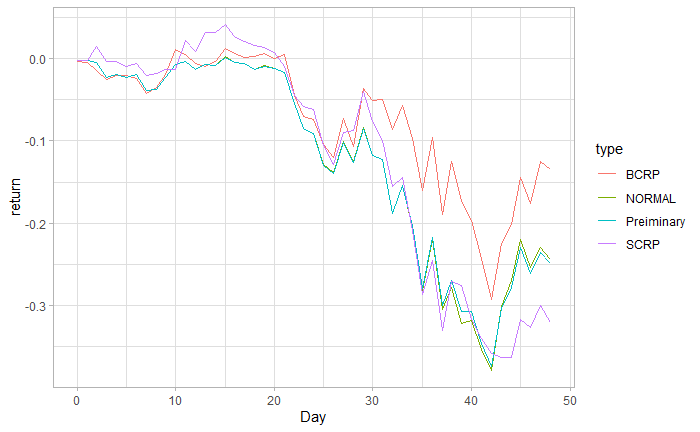 0.0
-0.1
-0.2
-0.3
return
0
10
20
30
40
50
Day
type
BCRP
NORMAL
Preiminary
SCRP